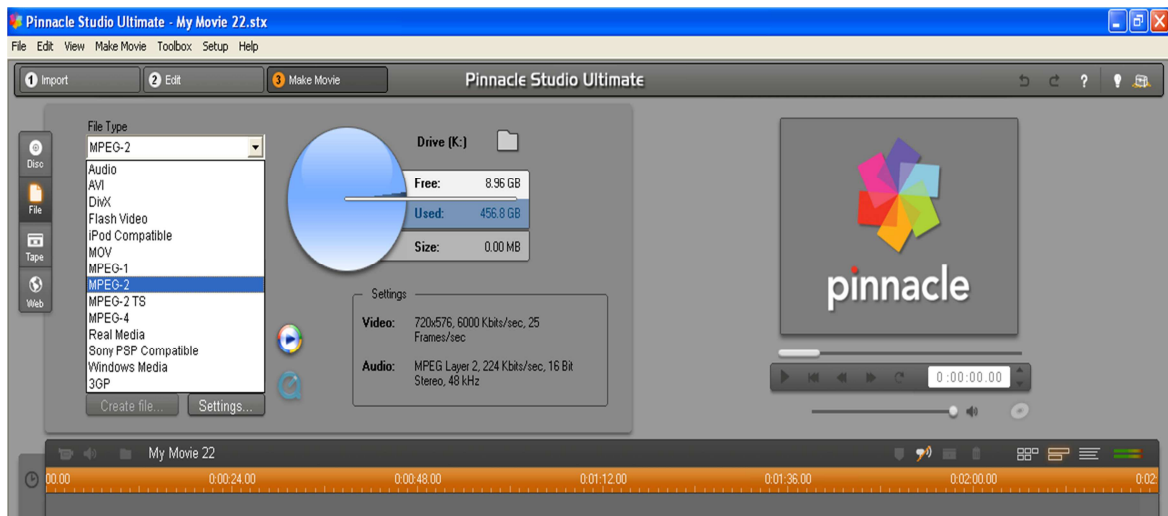 Pinnacle Studio Ultimate - My Movie 22.stx
File Edit View Make Movie Toolbox Setup Help
1 Import 2 Edit 3 Make Movie Pinnacle Studio Ultimate ?
Disc
File
Tape
Web
File Type
MPEG-2
Audio
AVI
DivX
Flash Video
iPod Compatible
MOV
MPEG-1
MPEG-2
MPEG-2 TS
MPEG-4
Real Media
Sony PSP Compatible
Windows Media
3GP
Create file... Settings...
Drive (K:)
Free: 8.96 GB
Used: 456.8 GB
Size: 0.00 MB
Settings
Video: 720x576, 6000 Kbits/sec, 25
Frames/sec
Audio: MPEG Layer 2, 224 Kbits/sec, 16 Bit
Stereo, 48 kHz
pinnacle
0:00:00.00
My Movie 22
00.00 0:00:24.00 0:00:48.00 0:01:12.00 0:01:36.00 0:02:00.00 0:02: